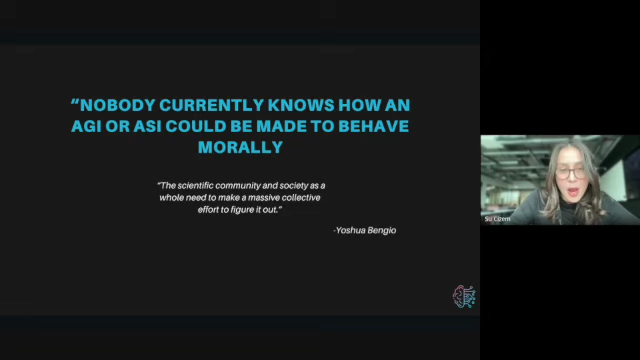 “NOBODY CURRENTLY KNOWS HOW AN
AGI OR ASI COULD BE MADE TO BEHAVE
MORALLY
“The scientific community and society as a
whole need to make a massive collective
effort to figure it out.”
-Yoshua Bengio